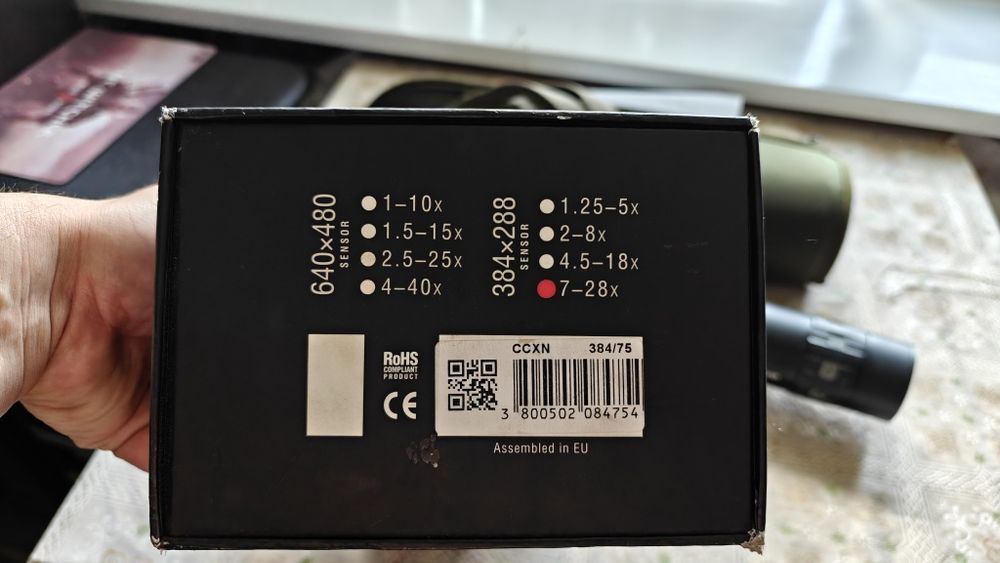 640×480
SENSOR
1–10x
1.5–15x
2.5–25x
4–40x
384×288
SENSOR
1.25–5x
2–8x
4.5–18x
7–28x
RoHS
COMPLIANT
PRODUCT
CE
CCXN 384/75
3 800502 084754
Assembled in EU